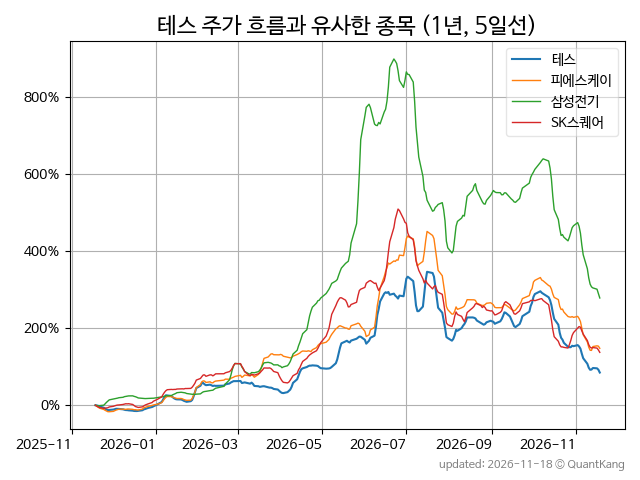 테스 주가 흐름과 유사한 종목 (1년, 5일선)
테스
피에스케이
삼성전기
SK스퀘어
800%
600%
400%
200%
0%
2025-11 2026-01 2026-03 2026-05 2026-07 2026-09 2026-11
updated: 2026-11-18 © QuantKang